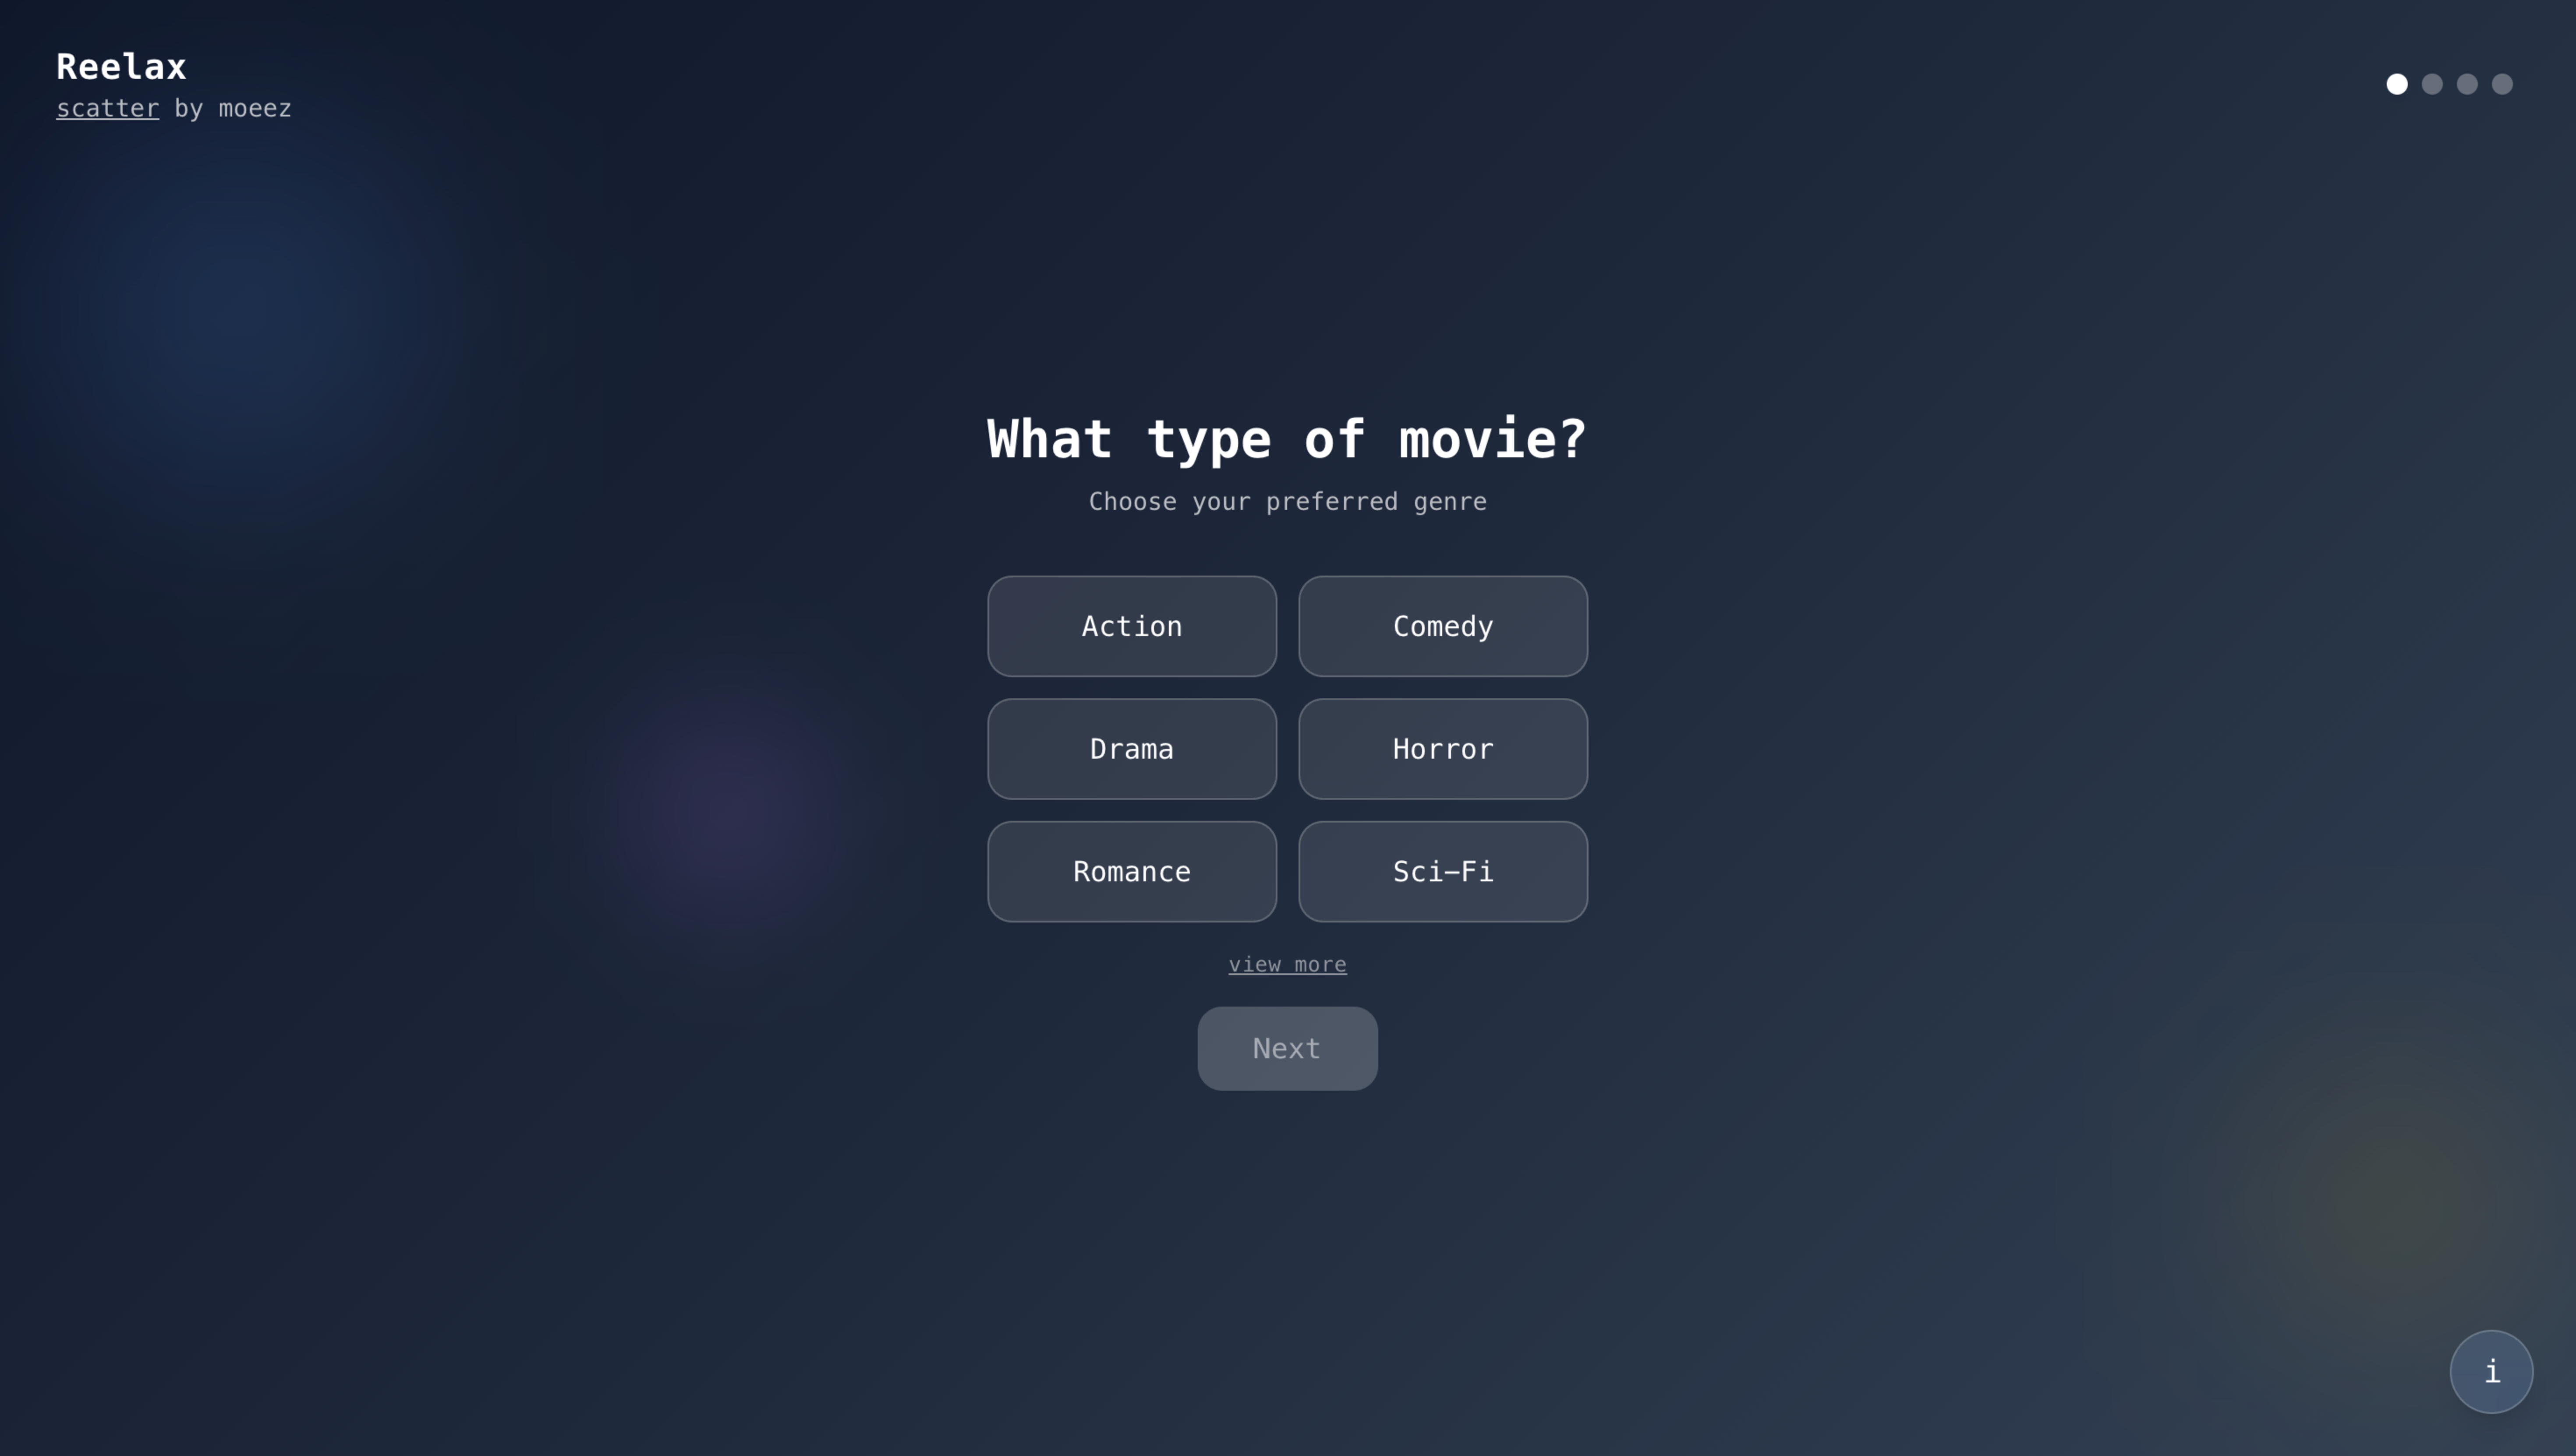 Reelax
scatter by moeez
What type of movie?
Choose your preferred genre
Action
Comedy
Drama
Horror
Romance
Sci-Fi
view more
Next
i